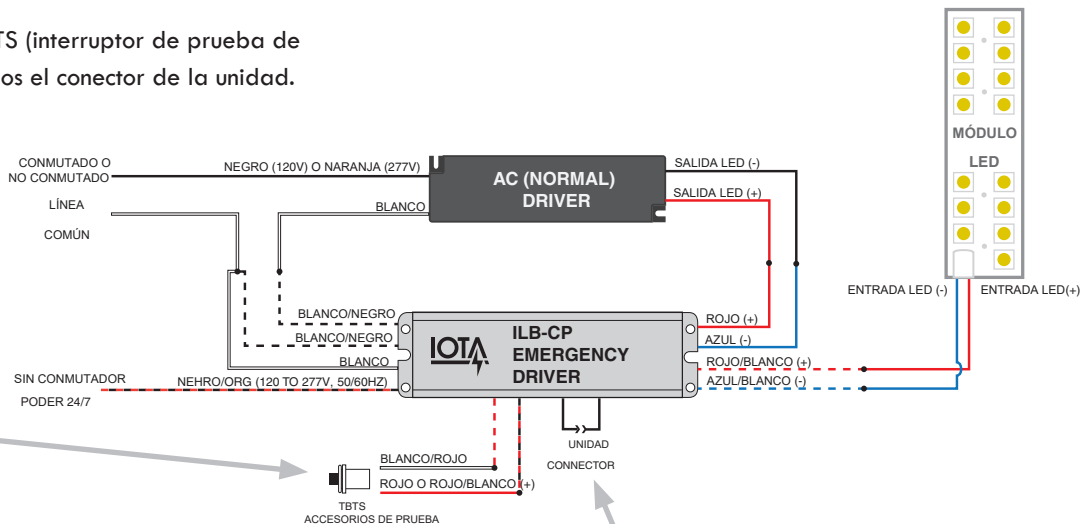 TS (interruptor de prueba de
os el conector de la unidad.
CONMUTADO O
NO CONMUTADO
LÍNEA
COMÚN
NEGRO (120V) O NARANJA (277V)
BLANCO
AC (NORMAL)
DRIVER
SALIDA LED (-)
SALIDA LED (+)
MÓDULO
LED
ENTRADA LED (-)
ENTRADA LED(+)
BLANCO/NEGRO
BLANCO/NEGRO
BLANCO
SIN CONMUTADOR
PODER 24/7
NEHRO/ORG (120 TO 277V, 50/60HZ)
IOTA
ILB-CP
EMERGENCY
DRIVER
ROJO (+)
AZUL (-)
ROJO/BLANCO (+)
AZUL/BLANCO (-)
UNIDAD
CONNECTOR
BLANCO/ROJO
ROJO O ROJO/BLANCO (+)
TBTS
ACCESORIOS DE PRUEBA